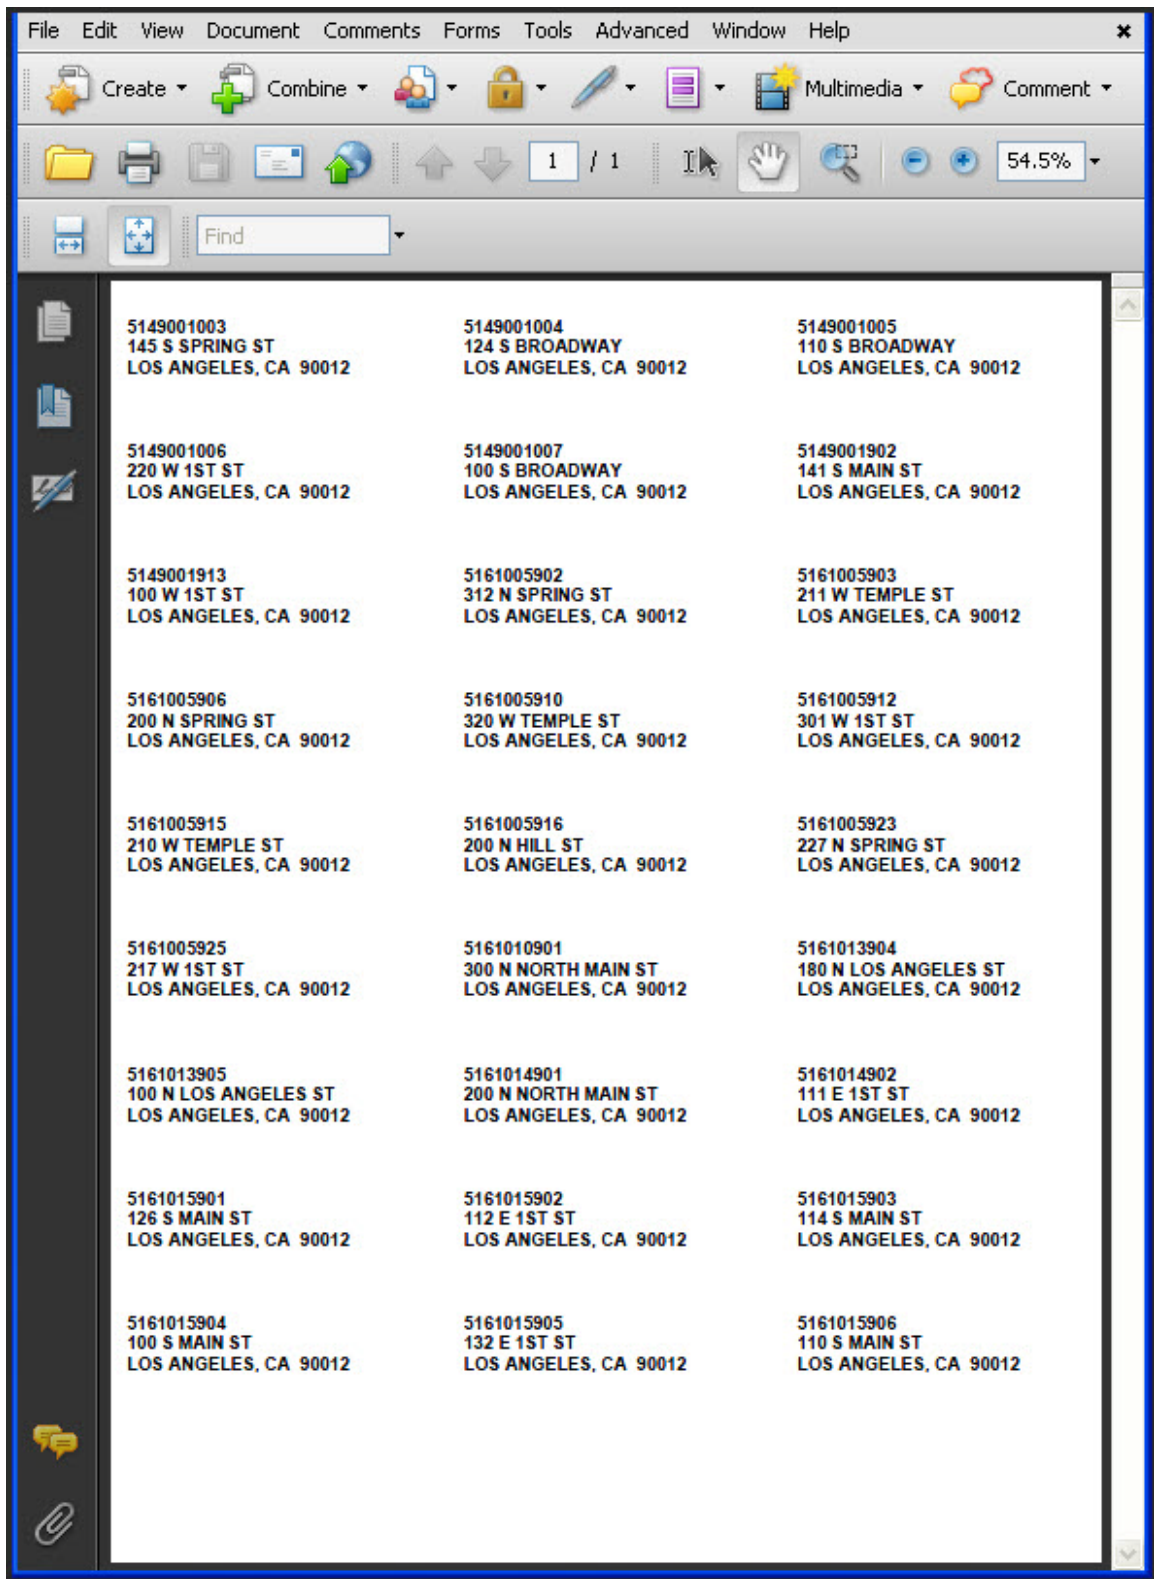 File Edit View Document Comments Forms Tools Advanced Window Help
Create Combine Multimedia Comment
1 / 1 54.5%
Find
5149001003
145 S SPRING ST
LOS ANGELES, CA 90012
5149001004
124 S BROADWAY
LOS ANGELES, CA 90012
5149001005
110 S BROADWAY
LOS ANGELES, CA 90012
5149001006
220 W 1ST ST
LOS ANGELES, CA 90012
5149001007
100 S BROADWAY
LOS ANGELES, CA 90012
5149001902
141 S MAIN ST
LOS ANGELES, CA 90012
5149001913
100 W 1ST ST
LOS ANGELES, CA 90012
5161005902
312 N SPRING ST
LOS ANGELES, CA 90012
5161005903
211 W TEMPLE ST
LOS ANGELES, CA 90012
5161005906
200 N SPRING ST
LOS ANGELES, CA 90012
5161005910
320 W TEMPLE ST
LOS ANGELES, CA 90012
5161005912
301 W 1ST ST
LOS ANGELES, CA 90012
5161005915
210 W TEMPLE ST
LOS ANGELES, CA 90012
5161005916
200 N HILL ST
LOS ANGELES, CA 90012
5161005923
227 N SPRING ST
LOS ANGELES, CA 90012
5161005925
217 W 1ST ST
LOS ANGELES, CA 90012
5161010901
300 N NORTH MAIN ST
LOS ANGELES, CA 90012
5161013904
180 N LOS ANGELES ST
LOS ANGELES, CA 90012
5161013905
100 N LOS ANGELES ST
LOS ANGELES, CA 90012
5161014901
200 N NORTH MAIN ST
LOS ANGELES, CA 90012
5161014902
111 E 1ST ST
LOS ANGELES, CA 90012
5161015901
126 S MAIN ST
LOS ANGELES, CA 90012
5161015902
112 E 1ST ST
LOS ANGELES, CA 90012
5161015903
114 S MAIN ST
LOS ANGELES, CA 90012
5161015904
100 S MAIN ST
LOS ANGELES, CA 90012
5161015905
132 E 1ST ST
LOS ANGELES, CA 90012
5161015906
110 S MAIN ST
LOS ANGELES, CA 90012